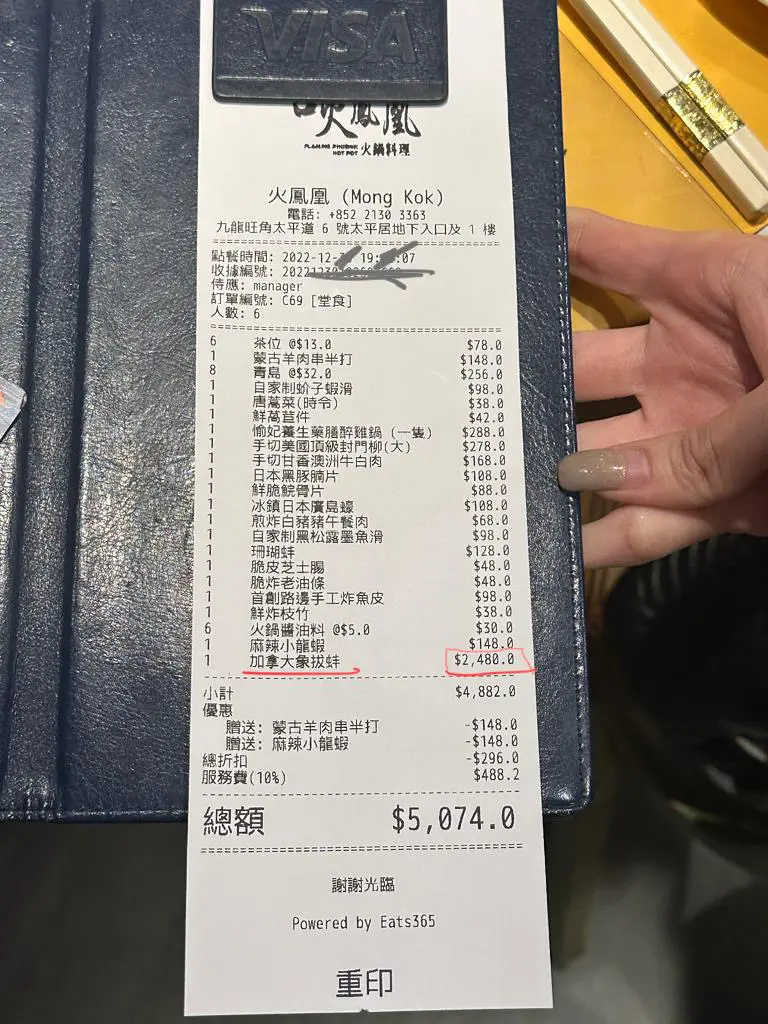 VISA
火鳳凰
FLAMING PHOENIX
HOT POT 火鍋料理
火鳳凰 (Mong Kok)
電話: +852 2130 3363
九龍旺角太平道 6 號太平居地下入口及 1 樓
點餐時間: 2022-12- 19: :07
收據編號: 20221230
侍應: manager
訂單編號: C69 [堂食]
人數: 6
6 茶位 @$13.0 $78.0
1 蒙古羊肉串半打 $148.0
8 青島 @$32.0 $256.0
1 自家制蚧子蝦滑 $98.0
1 唐蒿菜(時令) $38.0
1 鮮萵苣件 $42.0
1 愉妃養生藥膳醉雞鍋 (一隻) $288.0
1 手切美國頂級封門柳(大) $278.0
1 手切甘香澳洲牛白肉 $168.0
1 日本黑豚腩片 $108.0
1 鮮脆鯇骨片 $88.0
1 冰鎮日本廣島蠔 $108.0
1 煎炸白豬豬午餐肉 $68.0
1 自家制黑松露墨魚滑 $98.0
1 珊瑚蚌 $128.0
1 脆皮芝士腸 $48.0
1 脆炸老油條 $48.0
1 首創路邊手工炸魚皮 $98.0
1 鮮炸枝竹 $38.0
6 火鍋醬油料 @$5.0 $30.0
1 麻辣小龍蝦 $148.0
1 加拿大象拔蚌 $2,480.0
小計 $4,882.0
優惠
贈送: 蒙古羊肉串半打 -$148.0
贈送: 麻辣小龍蝦 -$148.0
總折扣 -$296.0
服務費(10%) $488.2
總額 $5,074.0
謝謝光臨
Powered by Eats365
重印